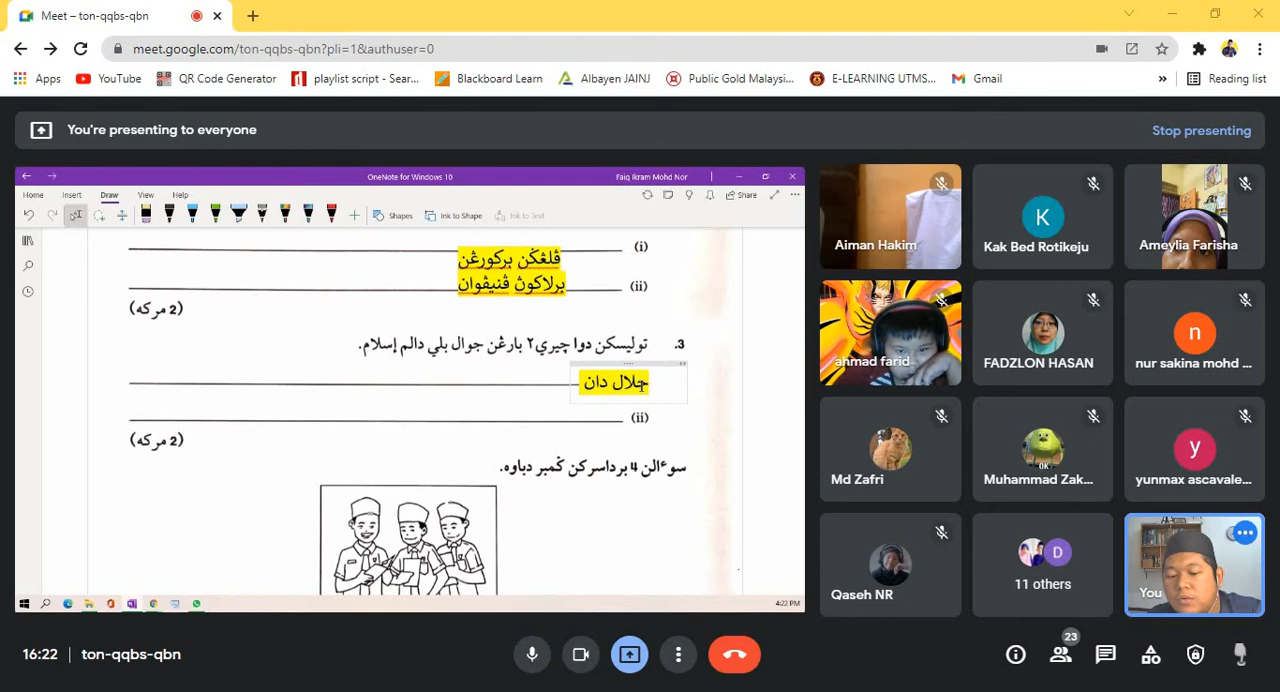 Meet – ton-qqbs-qbn
meet.google.com/ton-qqbs-qbn?pli=1&authuser=0
Apps
YouTube
QR Code Generator
playlist script - Sear...
Blackboard Learn
Albayen JAINJ
Public Gold Malaysi...
E-LEARNING UTMS...
Gmail
»
Reading list
You're presenting to everyone
Stop presenting
OneNote for Windows 10
Faiq Ikram Mohd Nor
Home
Insert
Draw
View
Help
Share
Shapes
Ink to Shape
Ink to Text
(i)
ڤلڠݢن برکورڠن
(ii)
برلاکوڽ ڤنيڤوان
(2 مركه)
3. توليسكن دوا چيري٢ بارڠن جوال بلي دالم إسلام.
حلال دان
(ii)
(2 مركه)
سوءالن 4 برداسركن ݢمبر دباوه.
4:22 PM
Aiman Hakim
K
Kak Bed Rotikeju
Ameylia Farisha
ahmad farid
FADZLON HASAN
n
nur sakina mohd ...
Md Zafri
OK
Muhammad Zak...
y
yunmax ascavale...
Qaseh NR
D
11 others
You
16:22 | ton-qqbs-qbn
23